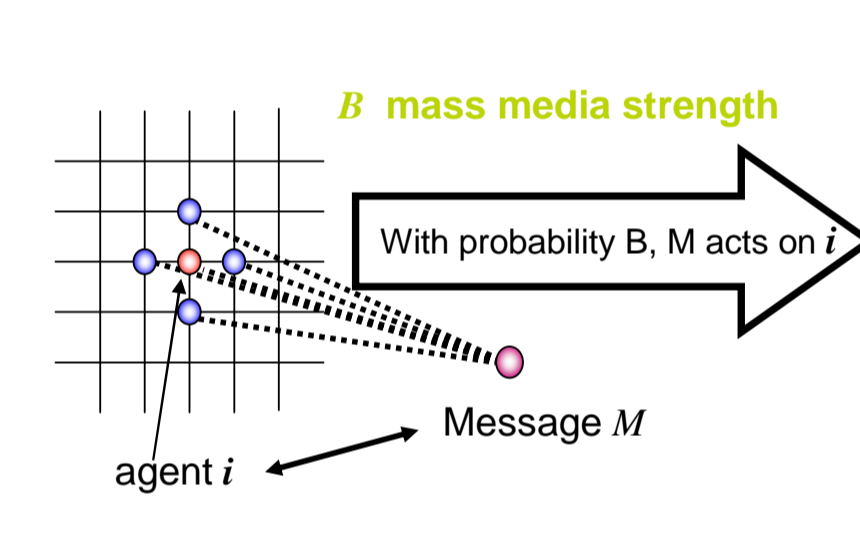 B mass media strength
With probability B, M acts on i
Message M
agent i